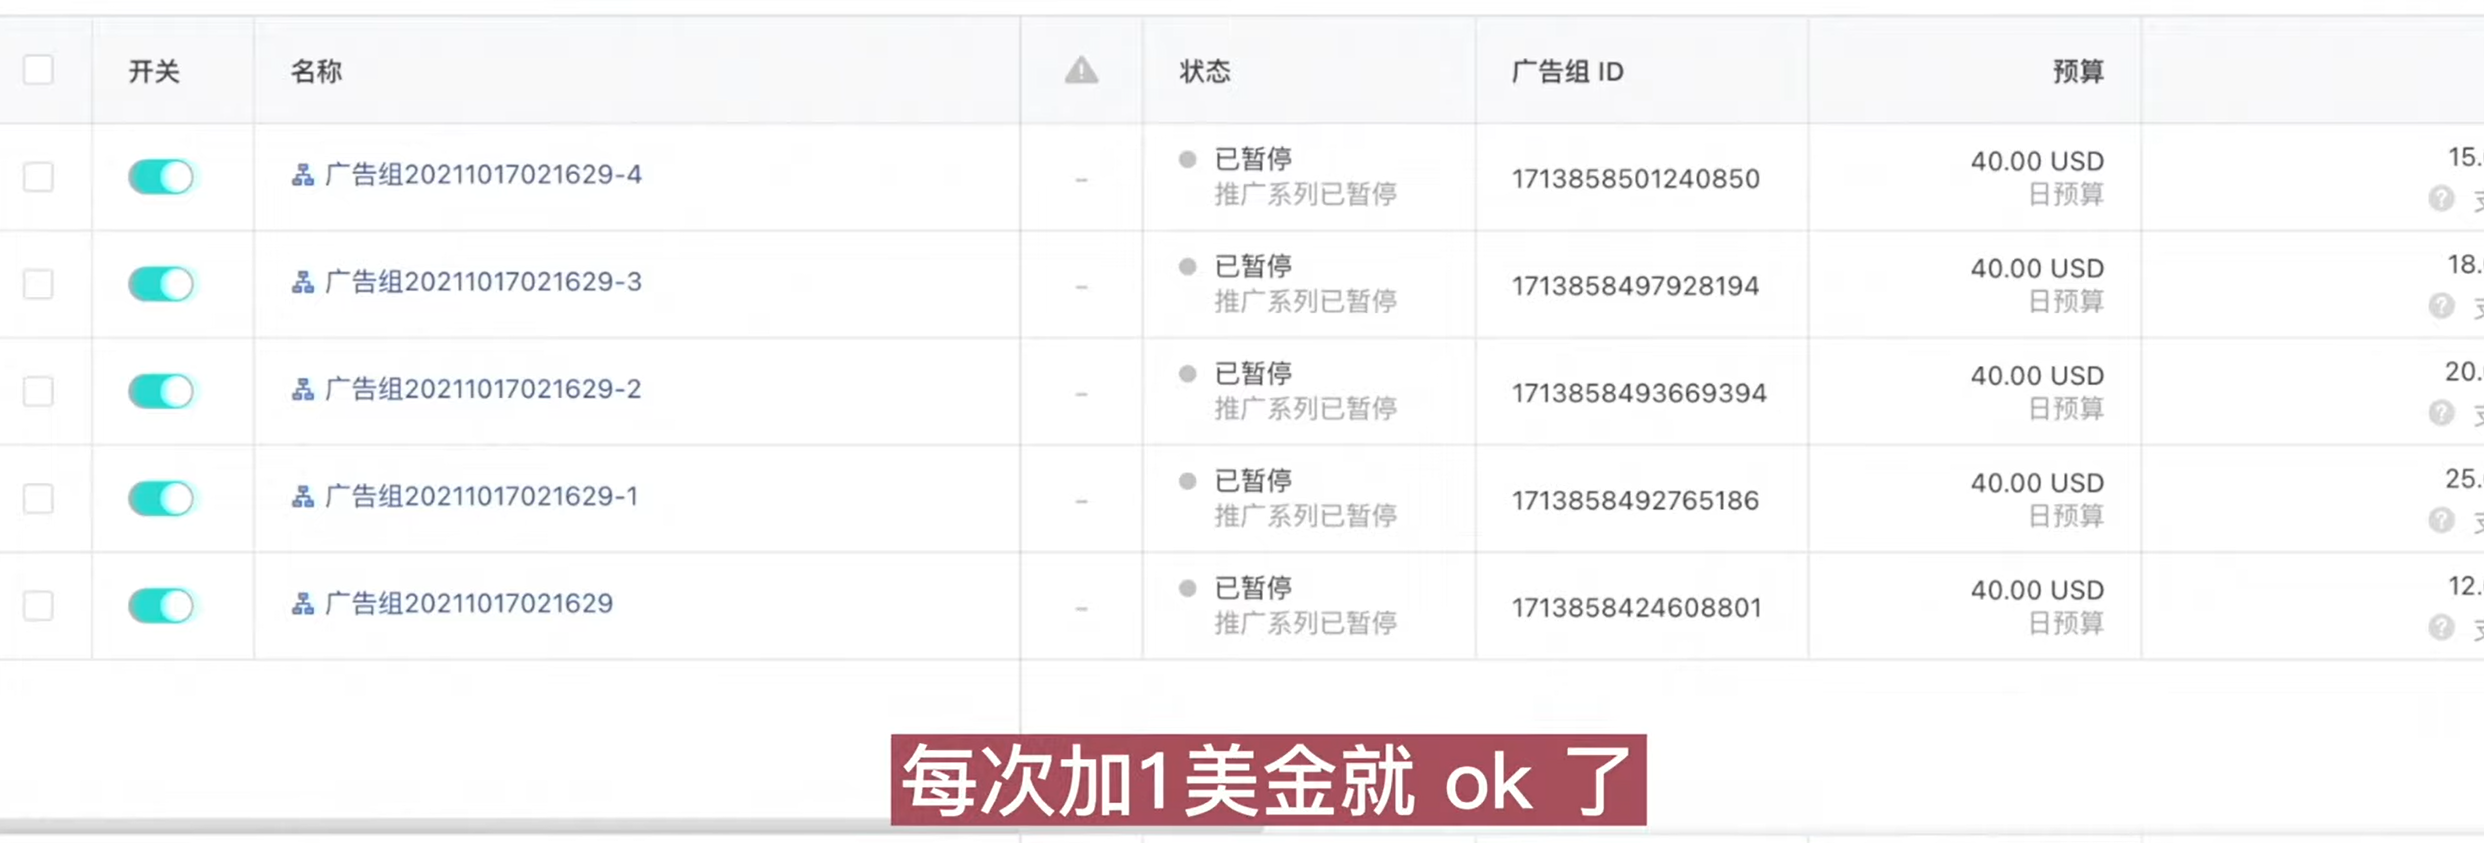 开关 名称 状态 广告组 ID 预算
广告组20211017021629-4 - 已暂停 1713858501240850 40.00 USD 15.
推广系列已暂停 日预算
广告组20211017021629-3 - 已暂停 1713858497928194 40.00 USD 18.
推广系列已暂停 日预算
广告组20211017021629-2 - 已暂停 1713858493669394 40.00 USD 20.
推广系列已暂停 日预算
广告组20211017021629-1 - 已暂停 1713858492765186 40.00 USD 25.
推广系列已暂停 日预算
广告组20211017021629 - 已暂停 1713858424608801 40.00 USD 12.
推广系列已暂停 日预算
每次加1美金就 ok 了